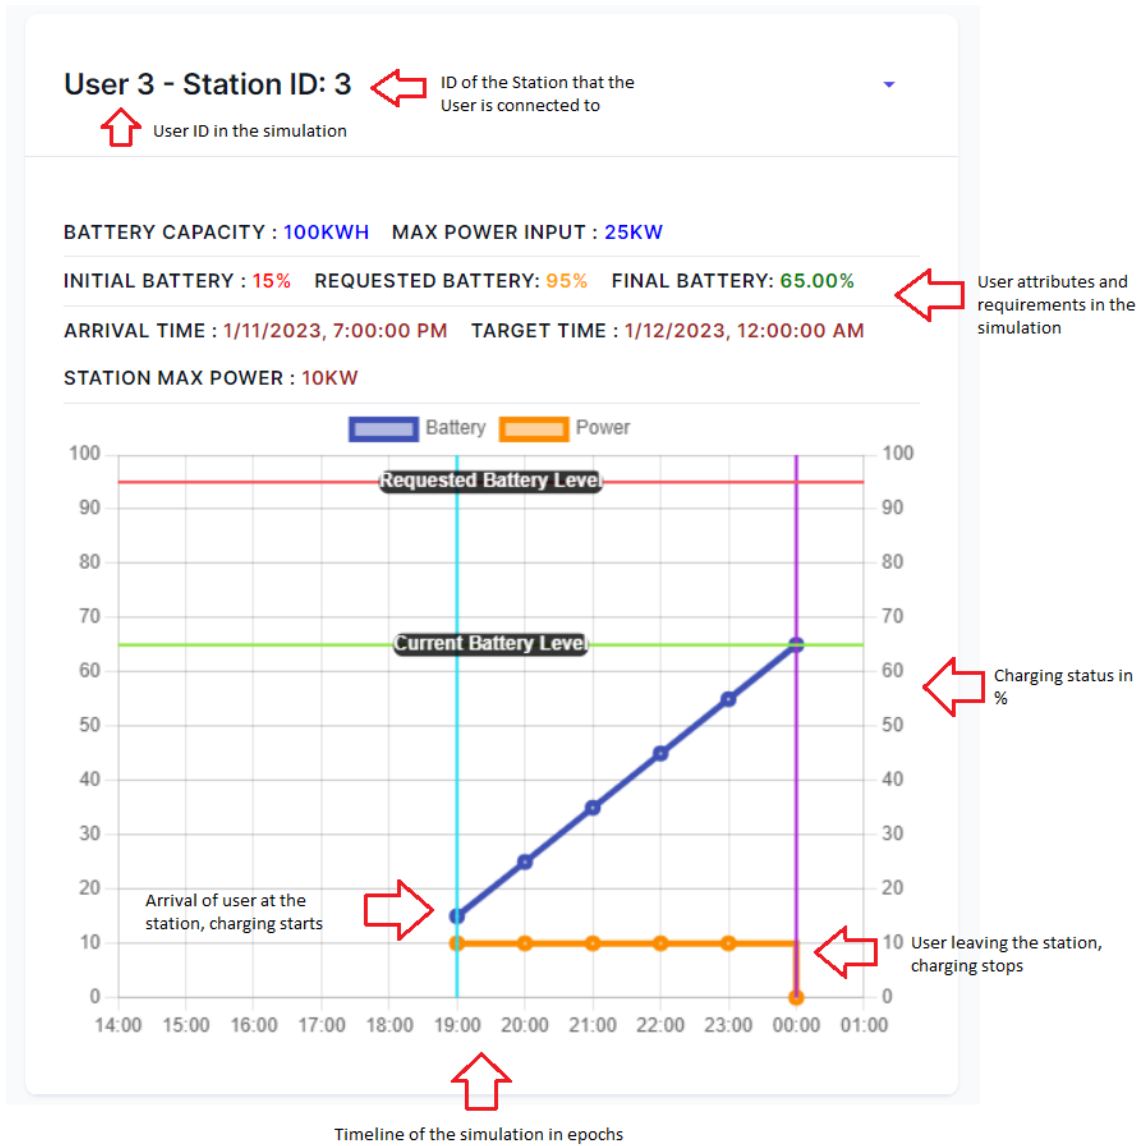 User 3 - Station ID: 3
ID of the Station that the
User is connected to
User ID in the simulation
BATTERY CAPACITY : 100KWH MAX POWER INPUT : 25KW
INITIAL BATTERY : 15% REQUESTED BATTERY: 95% FINAL BATTERY: 65.00%
User attributes and
requirements in the
simulation
ARRIVAL TIME : 1/11/2023, 7:00:00 PM TARGET TIME : 1/12/2023, 12:00:00 AM
STATION MAX POWER : 10KW
Battery Power
100 100
Requested Battery Level
90 90
80 80
70 70
Current Battery Level
60 60
Charging status in
%
50 50
40 40
30 30
20 20
Arrival of user at the
station, charging starts
10 10
User leaving the station,
charging stops
0 0
14:00 15:00 16:00 17:00 18:00 19:00 20:00 21:00 22:00 23:00 00:00 01:00
Timeline of the simulation in epochs